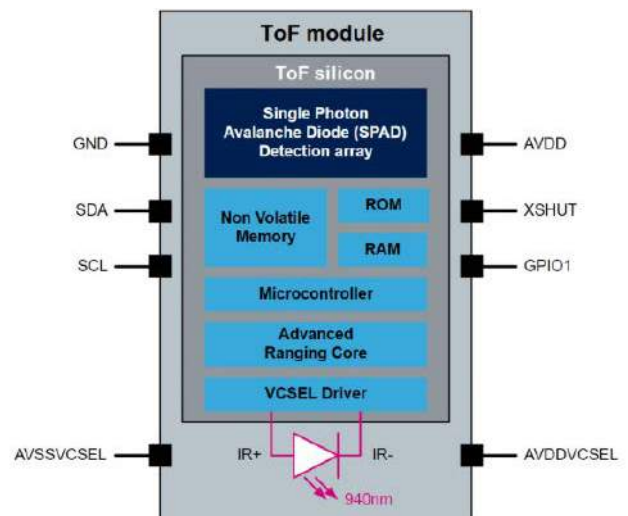 ToF module
ToF silicon
Single Photon
Avalanche Diode (SPAD)
Detection array
GND
AVDD
SDA
Non Volatile
Memory
ROM
XSHUT
SCL
RAM
GPIO1
Microcontroller
Advanced
Ranging Core
VCSEL Driver
AVSSVCSEL
IR+
IR-
AVDDVCSEL
940nm